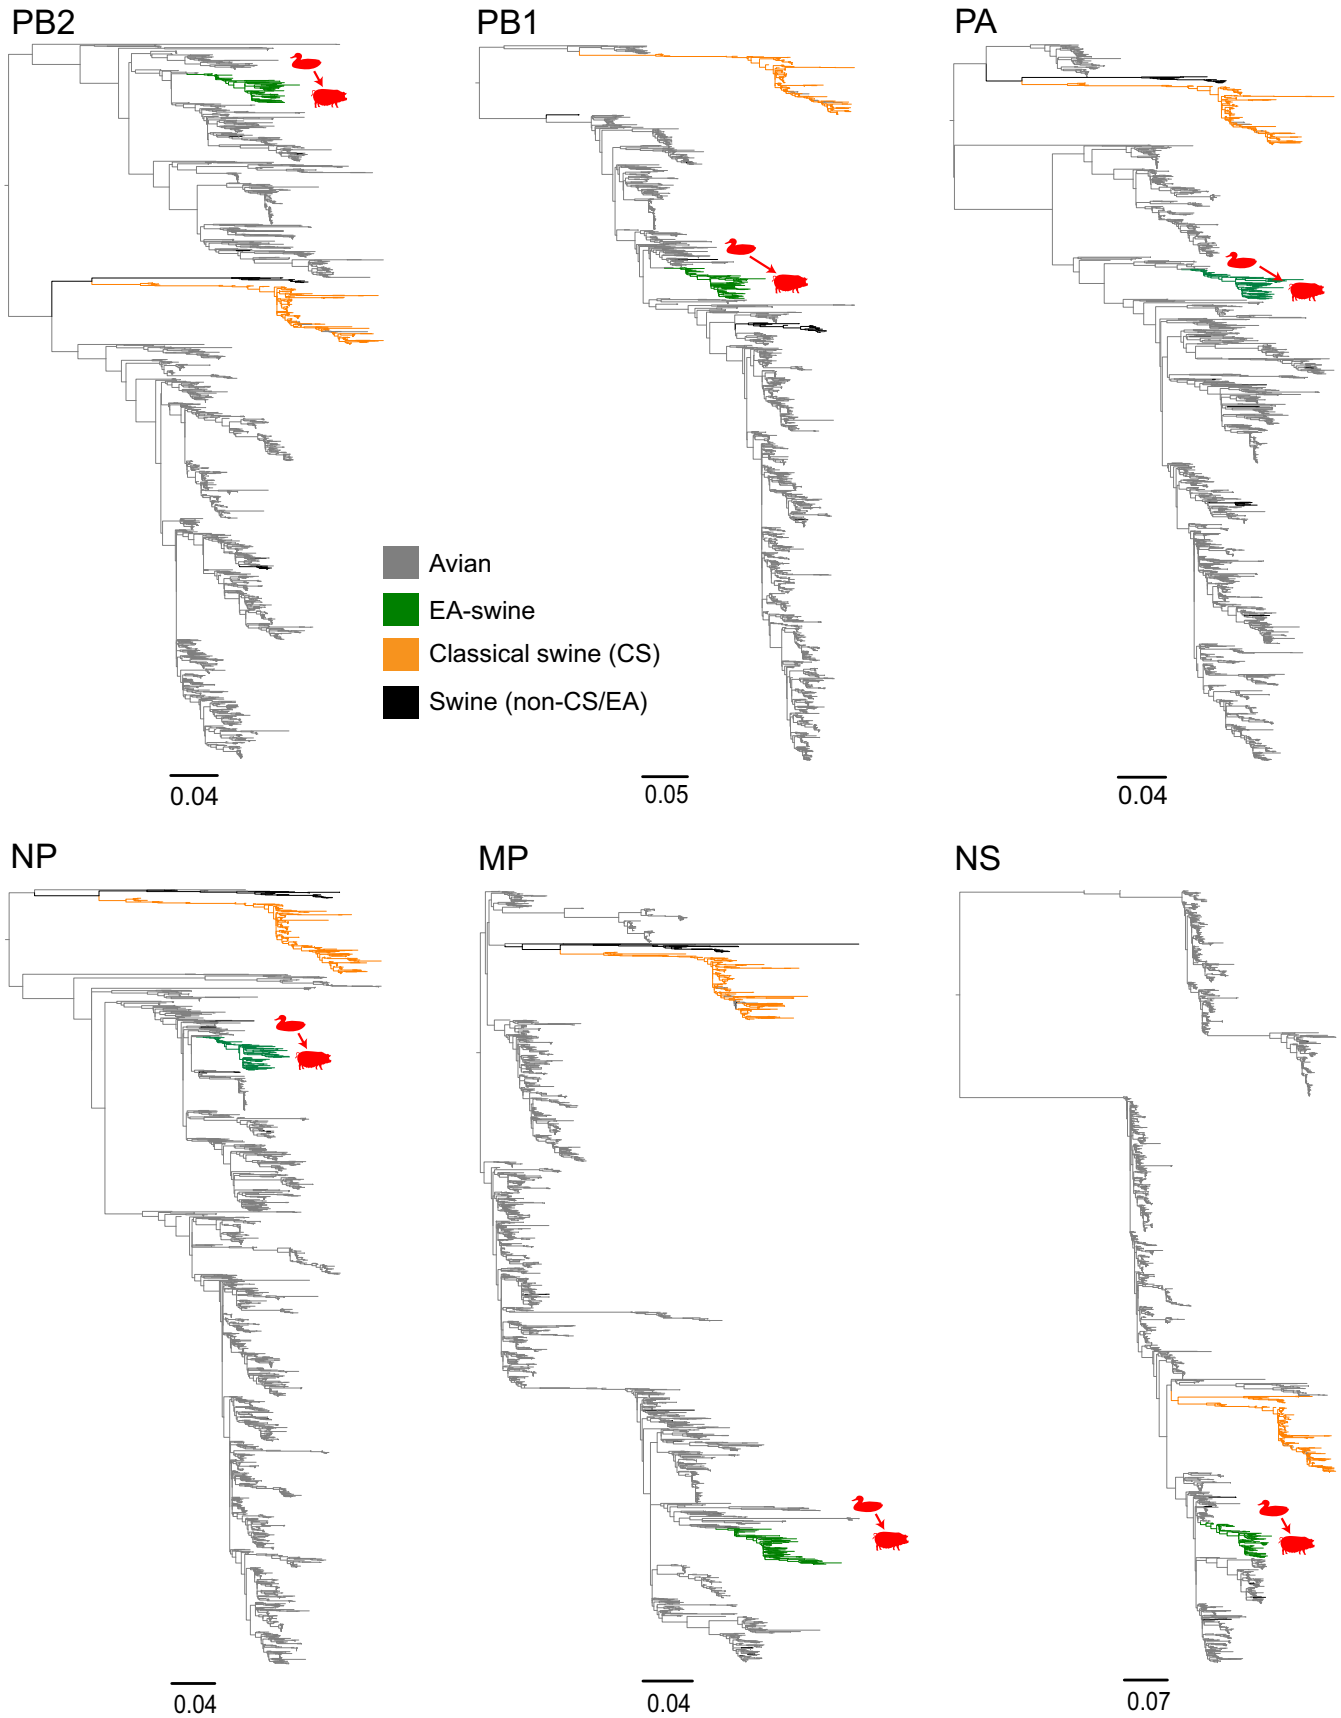 PB2
PB1
PA
Avian
EA-swine
Classical swine (CS)
Swine (non-CS/EA)
0.04
0.05
0.04
NP
MP
NS
0.04
0.04
0.07